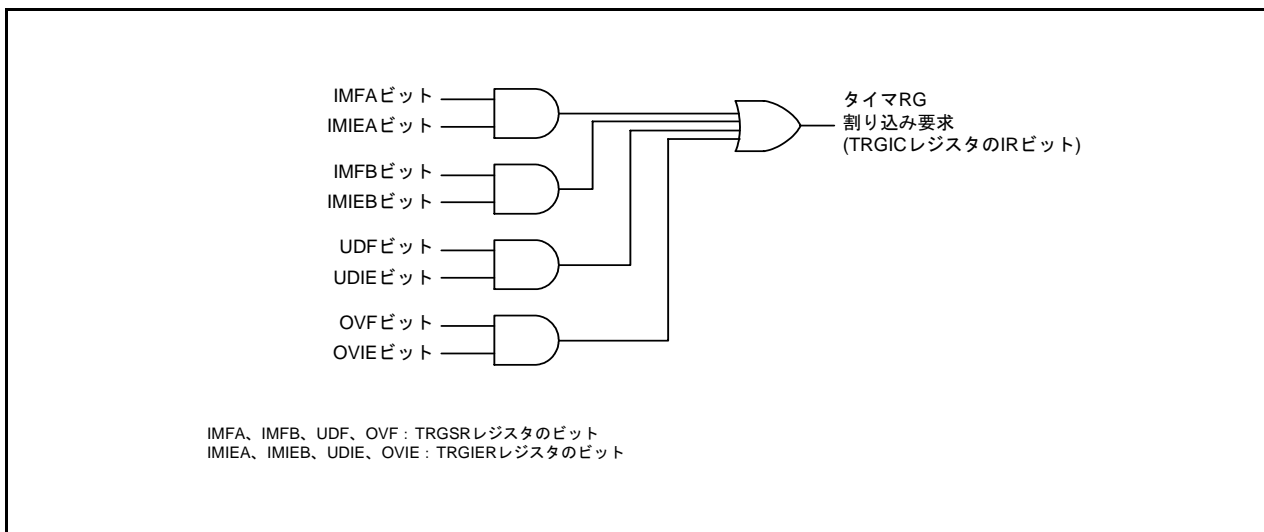 IMFAビット
IMIEAビット
IMFBビット
IMIEBビット
UDFビット
UDIEビット
OVFビット
OVIEビット
タイマRG
割り込み要求
(TRGICレジスタのIRビット)
IMFA、IMFB、UDF、OVF：TRGSRレジスタのビット
IMIEA、IMIEB、UDIE、OVIE：TRGIERレジスタのビット